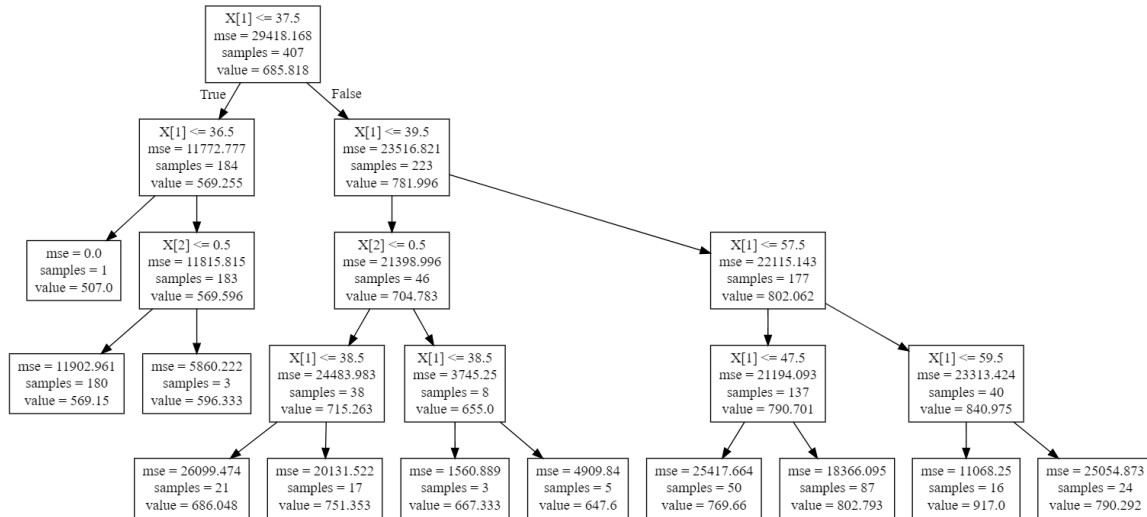 X[1] <= 37.5
mse = 29418.168
samples = 407
value = 685.818
True
False
X[1] <= 36.5
mse = 11772.777
samples = 184
value = 569.255
X[1] <= 39.5
mse = 23516.821
samples = 223
value = 781.996
mse = 0.0
samples = 1
value = 507.0
X[2] <= 0.5
mse = 11815.815
samples = 183
value = 569.596
X[2] <= 0.5
mse = 21398.996
samples = 46
value = 704.783
X[1] <= 57.5
mse = 22115.143
samples = 177
value = 802.062
mse = 11902.961
samples = 180
value = 569.15
mse = 5860.222
samples = 3
value = 596.333
X[1] <= 38.5
mse = 24483.983
samples = 38
value = 715.263
X[1] <= 38.5
mse = 3745.25
samples = 8
value = 655.0
X[1] <= 47.5
mse = 21194.093
samples = 137
value = 790.701
X[1] <= 59.5
mse = 23313.424
samples = 40
value = 840.975
mse = 26099.474
samples = 21
value = 686.048
mse = 20131.522
samples = 17
value = 751.353
mse = 1560.889
samples = 3
value = 667.333
mse = 4909.84
samples = 5
value = 647.6
mse = 25417.664
samples = 50
value = 769.66
mse = 18366.095
samples = 87
value = 802.793
mse = 11068.25
samples = 16
value = 917.0
mse = 25054.873
samples = 24
value = 790.292